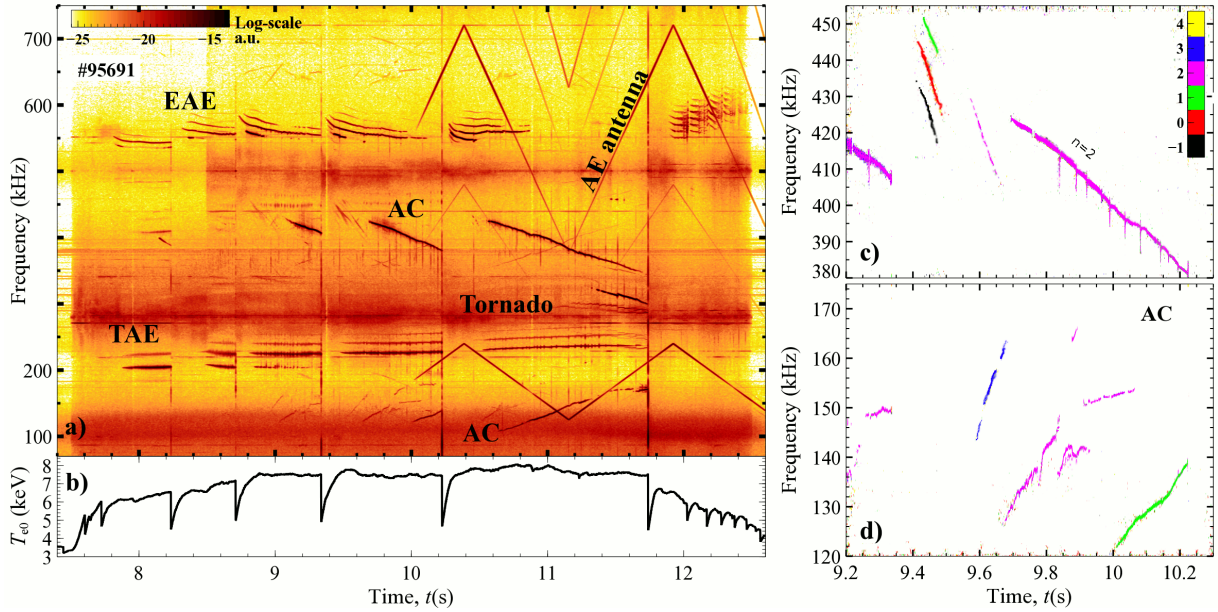 Log-scale
a.u.
−25 −20 −15
#95691
EAE
AE antenna
AC
Tornado
TAE
AC
a)
700
600
200
100
Frequency (kHz)
b)
8
7
6
5
4
3
T_e0 (keV)
8 9 10 11 12
Time, t(s)
450
440
430
420
410
400
390
380
Frequency (kHz)
n=2
c)
4
3
2
1
0
−1
170
160
150
140
130
120
Frequency (kHz)
AC
d)
9.2 9.4 9.6 9.8 10 10.2
Time, t(s)